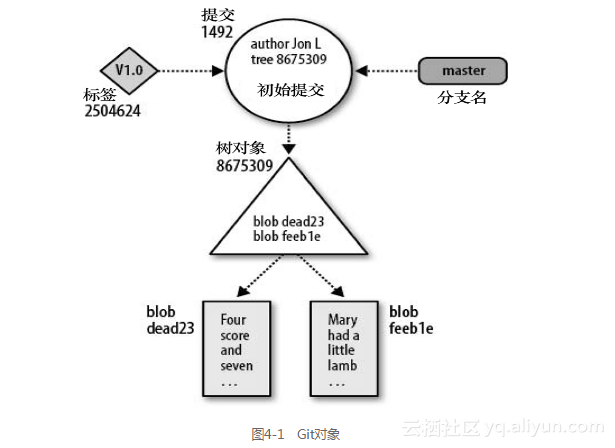 提交
1492
author Jon L
tree 8675309
初始提交
V1.0
标签
2504624
master
分支名
树对象
8675309
blob dead23
blob feeb1e
blob
dead23
Four
score
and
seven
...
Mary
had a
little
lamb
...
blob
feeb1e
图4-1 Git对象
云栖社区 yq.aliyun.com